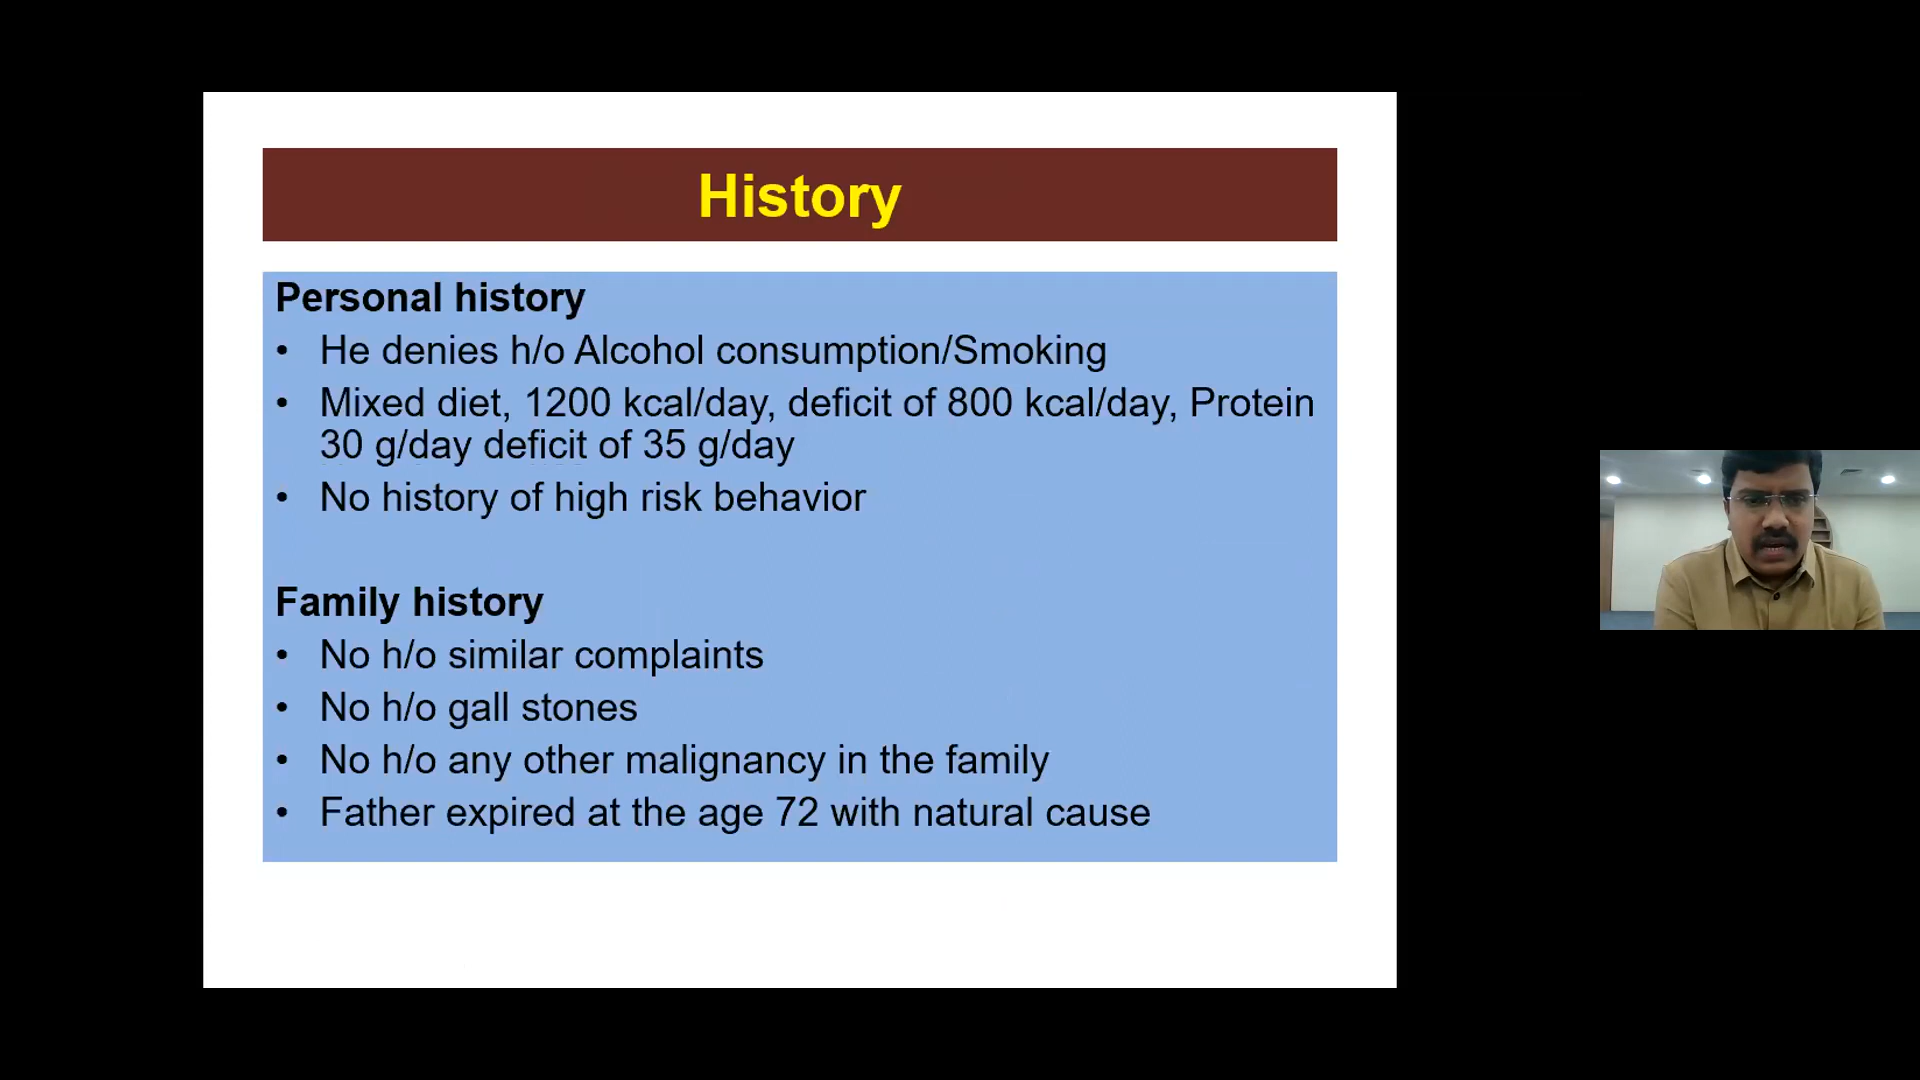 History
Personal history
• He denies h/o Alcohol consumption/Smoking
• Mixed diet, 1200 kcal/day, deficit of 800 kcal/day, Protein
30 g/day deficit of 35 g/day
• No history of high risk behavior
Family history
• No h/o similar complaints
• No h/o gall stones
• No h/o any other malignancy in the family
• Father expired at the age 72 with natural cause